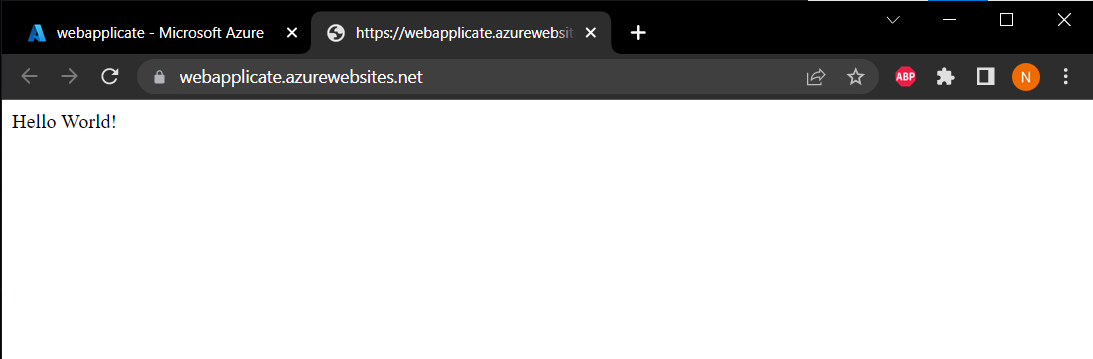 webapplicate - Microsoft Azure
https://webapplicate.azurewebsit
webapplicate.azurewebsites.net
ABP
N
Hello World!